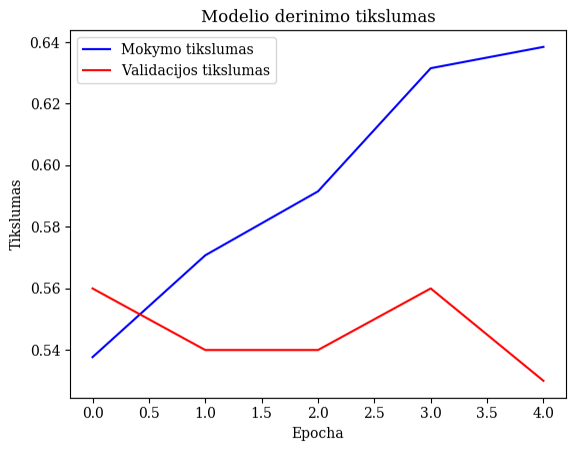 Modelio derinimo tikslumas
Mokymo tikslumas
Validacijos tikslumas
Tikslumas
0.64
0.62
0.60
0.58
0.56
0.54
0.0 0.5 1.0 1.5 2.0 2.5 3.0 3.5 4.0
Epocha